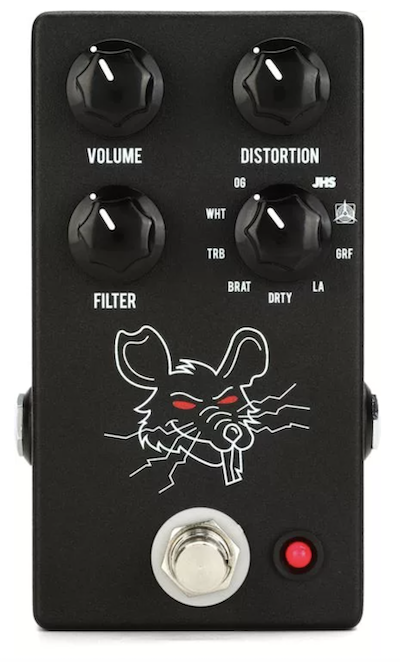 VOLUME
DISTORTION
OG
JHS
WHT
TRB
GRF
BRAT
LA
DRTY
FILTER